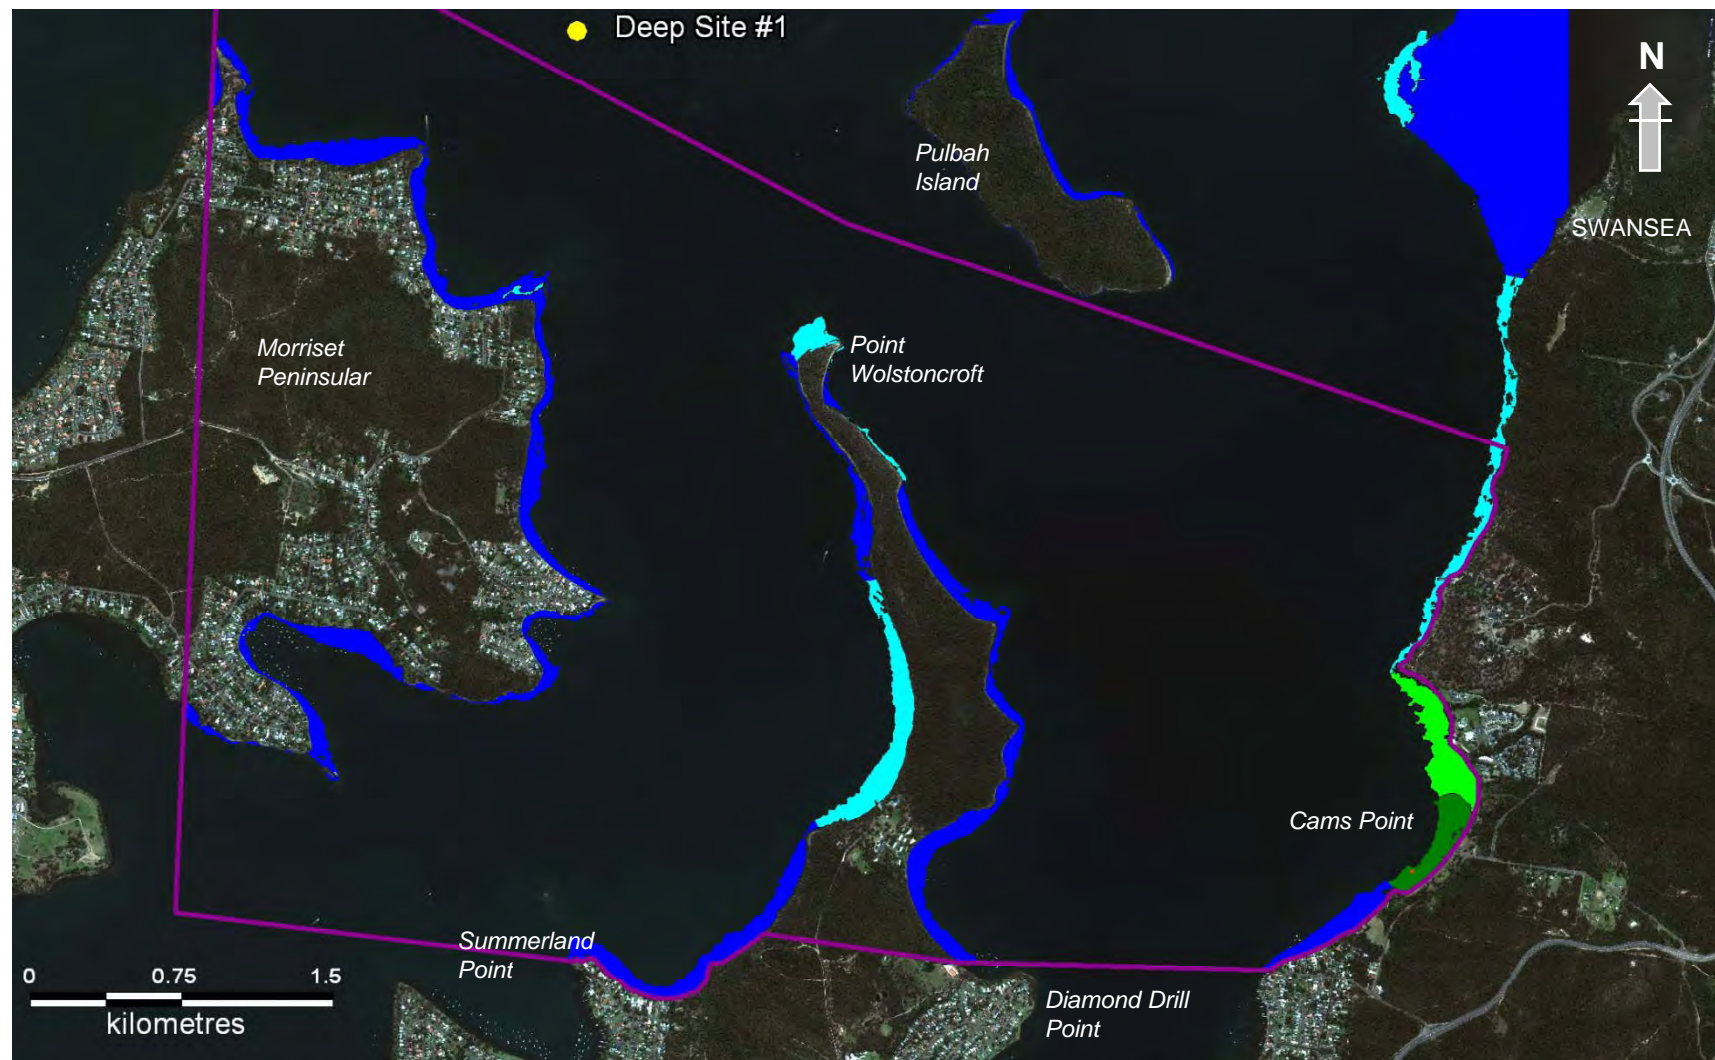 Deep Site #1
N
Pulbah
Island
SWANSEA
Morriset
Peninsular
Point
Wolstoncroft
Cams Point
Summerland
Point
0 0.75 1.5
kilometres
Diamond Drill
Point